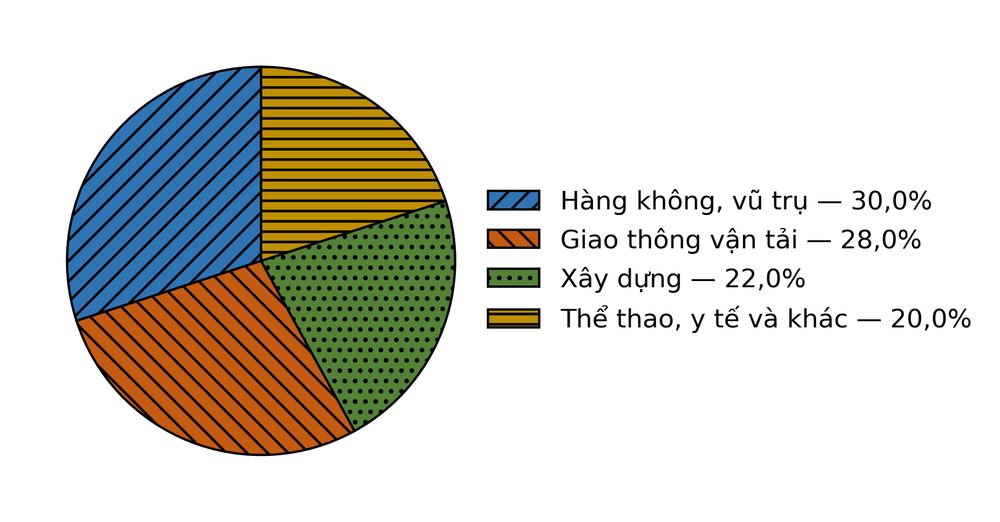 Hàng không, vũ trụ — 30,0%
Giao thông vận tải — 28,0%
Xây dựng — 22,0%
Thể thao, y tế và khác — 20,0%